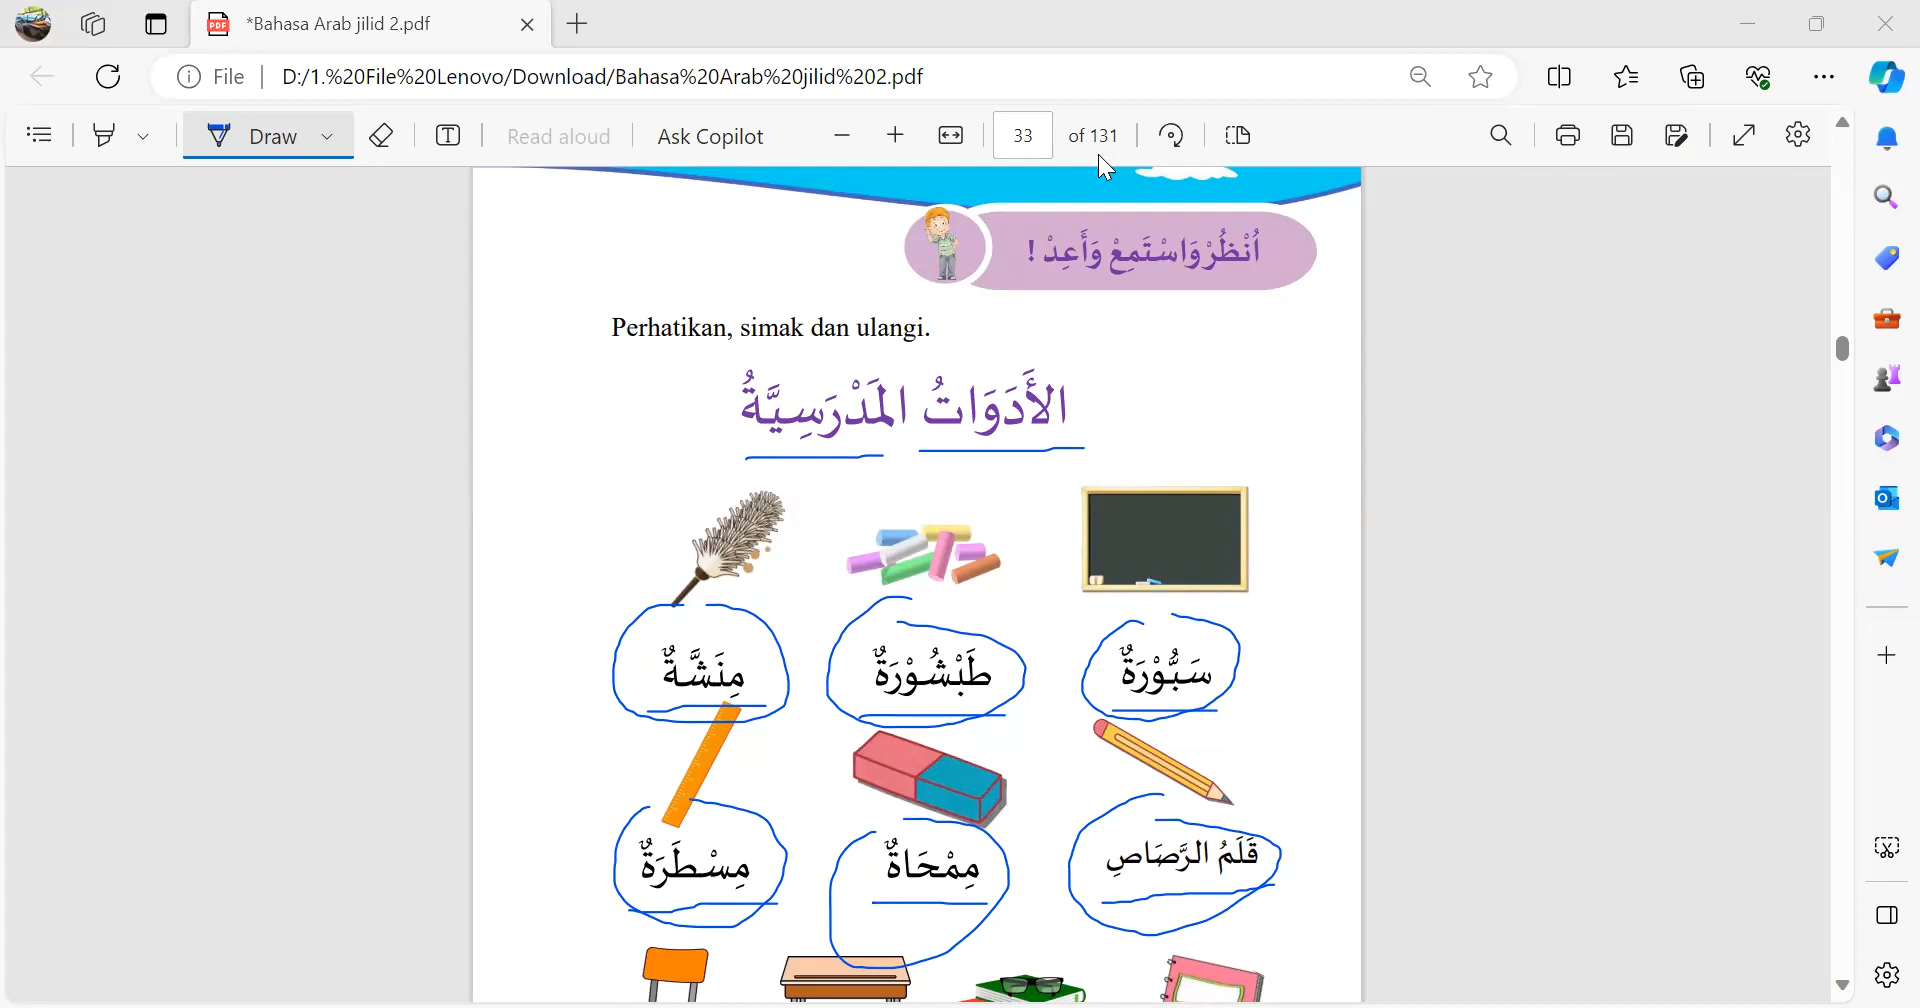 *Bahasa Arab jilid 2.pdf
File
D:/1.%20File%20Lenovo/Download/Bahasa%20Arab%20jilid%202.pdf
Draw
Read aloud
Ask Copilot
33 of 131
اُنْظُرْ وَاسْتَمِعْ وَأَعِدْ !
Perhatikan, simak dan ulangi.
الأَدَوَاتُ المَدْرَسِيَّةُ
سَبُّوْرَةٌ طَبْشُوْرَةٌ مِنَشَّةٌ
قَلَمُ الرَّصَاصِ مِمْحَاةٌ مِسْطَرَةٌ